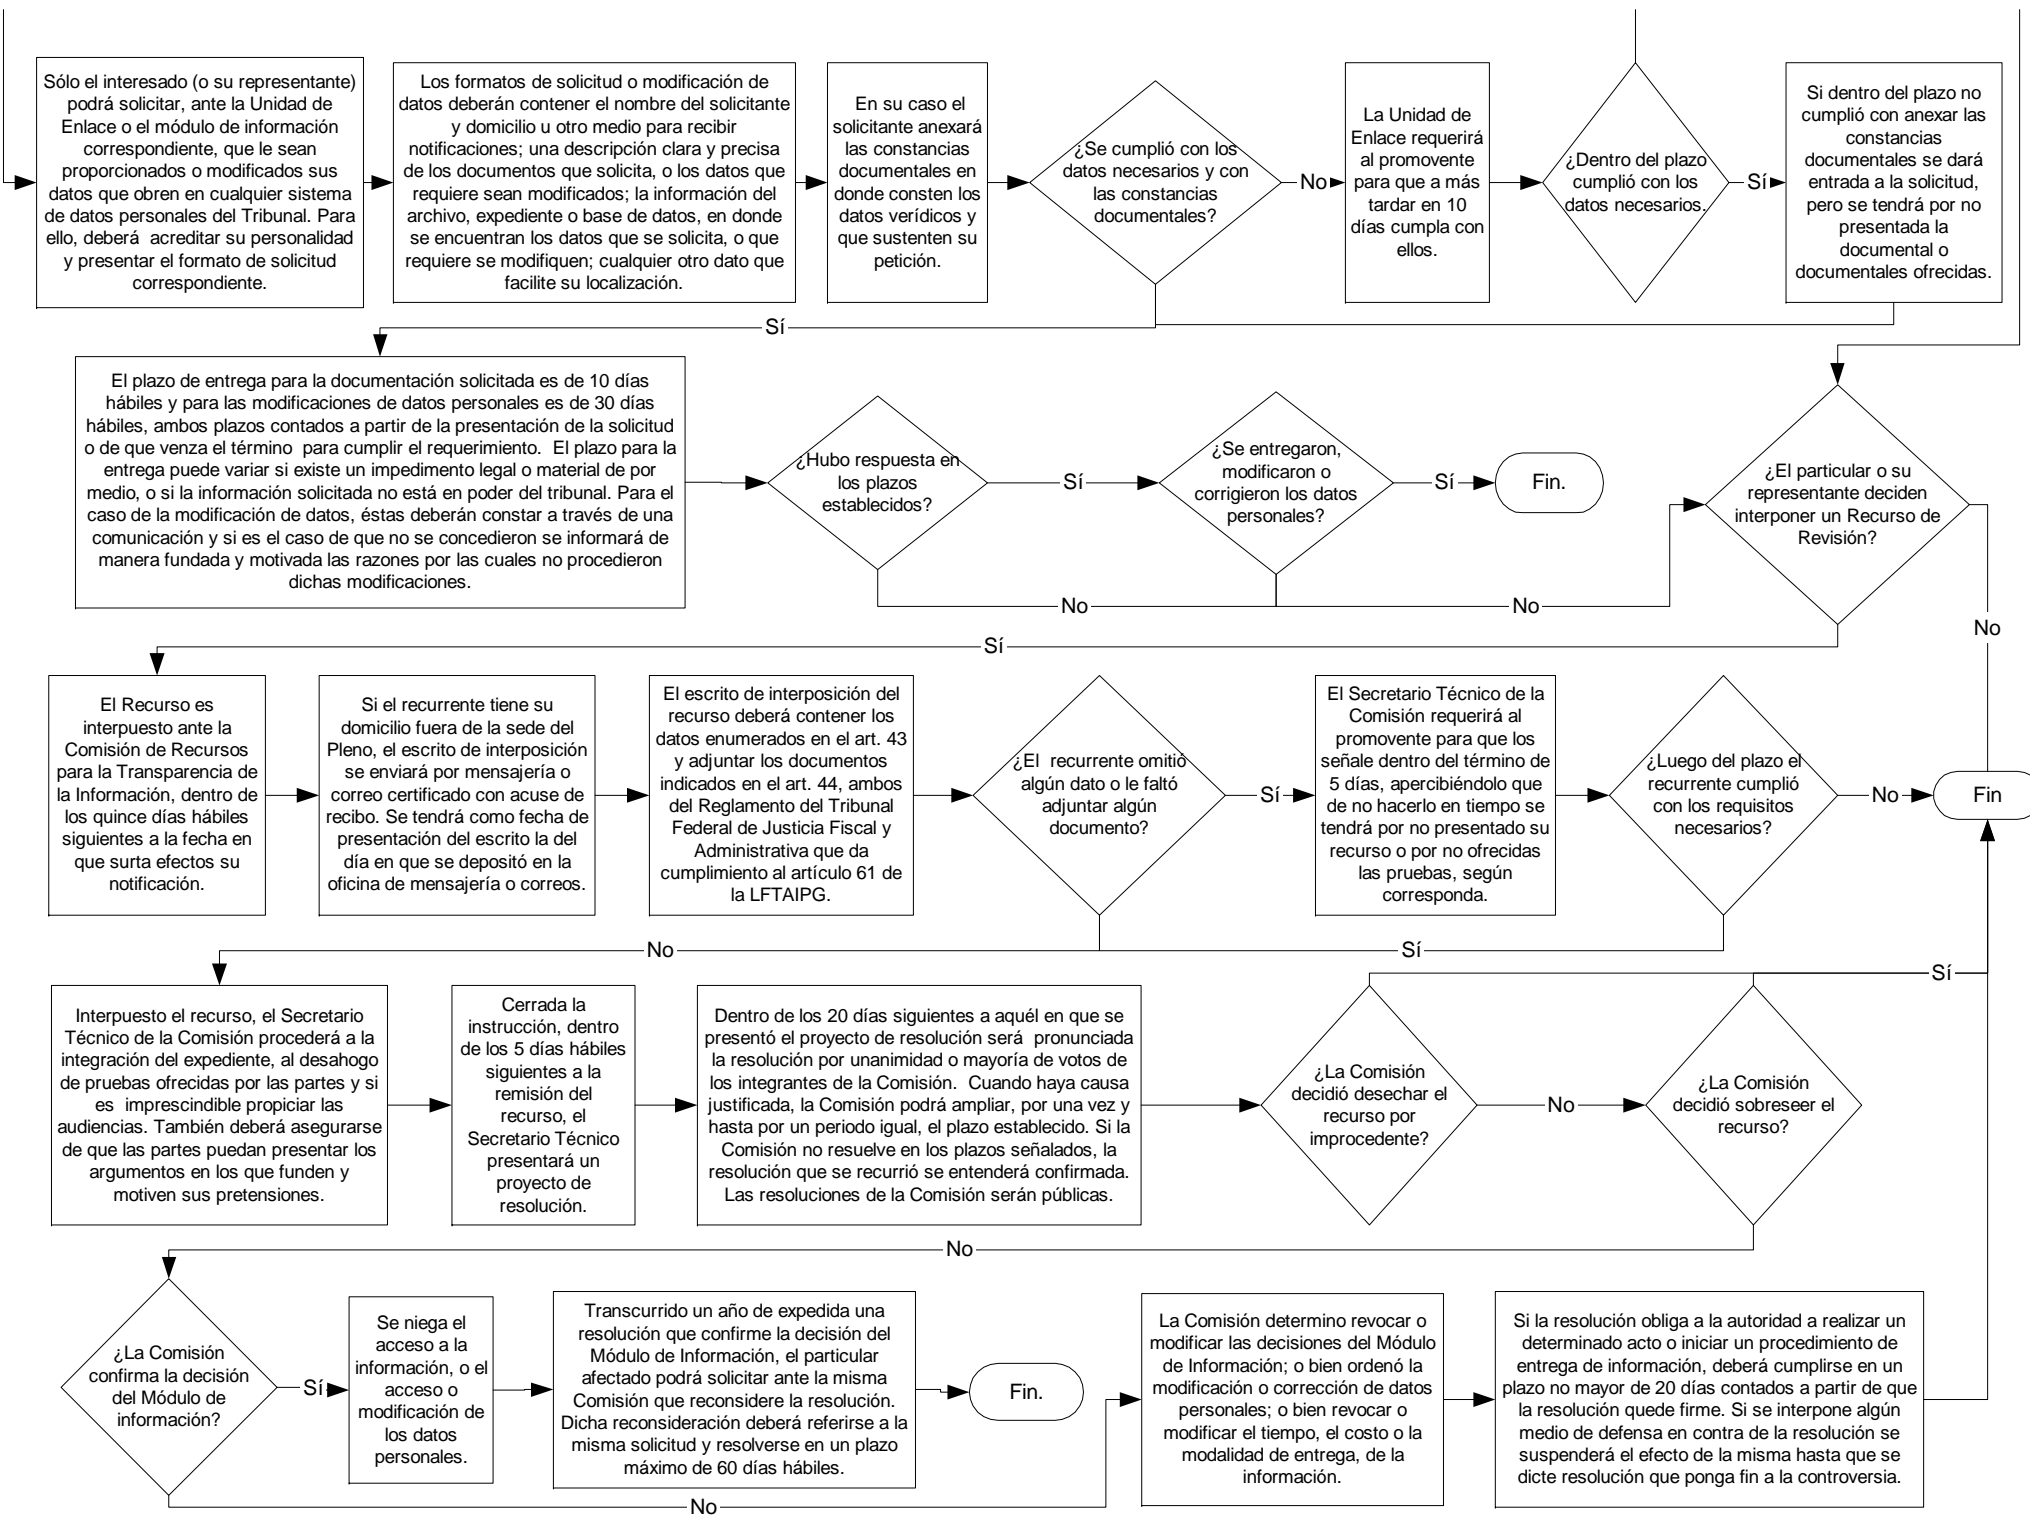 Sólo el interesado (o su representante)
podrá solicitar, ante la Unidad de
Enlace o el módulo de información
correspondiente, que le sean
proporcionados o modificados sus
datos que obren en cualquier sistema
de datos personales del Tribunal. Para
ello, deberá acreditar su personalidad
y presentar el formato de solicitud
correspondiente.
Los formatos de solicitud o modificación de
datos deberán contener el nombre del solicitante
y domicilio u otro medio para recibir
notificaciones; una descripción clara y precisa
de los documentos que solicita, o los datos que
requiere sean modificados; la información del
archivo, expediente o base de datos, en donde
se encuentran los datos que se solicita, o que
requiere se modifiquen; cualquier otro dato que
facilite su localización.
En su caso el
solicitante anexará
las constancias
documentales en
donde consten los
datos verídicos y
que sustenten su
petición.
¿Se cumplió con los
datos necesarios y con
las constancias
documentales?
No
La Unidad de
Enlace requerirá
al promovente
para que a más
tardar en 10
días cumpla con
ellos.
¿Dentro del plazo
cumplió con los
datos necesarios.
Sí
Si dentro del plazo no
cumplió con anexar las
constancias
documentales se dará
entrada a la solicitud,
pero se tendrá por no
presentada la
documental o
documentales ofrecidas.
Sí
El plazo de entrega para la documentación solicitada es de 10 días
hábiles y para las modificaciones de datos personales es de 30 días
hábiles, ambos plazos contados a partir de la presentación de la solicitud
o de que venza el término para cumplir el requerimiento. El plazo para la
entrega puede variar si existe un impedimento legal o material de por
medio, o si la información solicitada no está en poder del tribunal. Para el
caso de la modificación de datos, éstas deberán constar a través de una
comunicación y si es el caso de que no se concedieron se informará de
manera fundada y motivada las razones por las cuales no procedieron
dichas modificaciones.
¿Hubo respuesta en
los plazos
establecidos?
Sí
¿Se entregaron,
modificaron o
corrigieron los datos
personales?
Sí
Fin.
¿El particular o su
representante deciden
interponer un Recurso de
Revisión?
No
No
No
Sí
El Recurso es
interpuesto ante la
Comisión de Recursos
para la Transparencia de
la Información, dentro de
los quince días hábiles
siguientes a la fecha en
que surta efectos su
notificación.
Si el recurrente tiene su
domicilio fuera de la sede del
Pleno, el escrito de interposición
se enviará por mensajería o
correo certificado con acuse de
recibo. Se tendrá como fecha de
presentación del escrito la del
día en que se depositó en la
oficina de mensajería o correos.
El escrito de interposición del
recurso deberá contener los
datos enumerados en el art. 43
y adjuntar los documentos
indicados en el art. 44, ambos
del Reglamento del Tribunal
Federal de Justicia Fiscal y
Administrativa que da
cumplimiento al artículo 61 de
la LFTAIPG.
¿El recurrente omitió
algún dato o le faltó
adjuntar algún
documento?
Sí
El Secretario Técnico de la
Comisión requerirá al
promovente para que los
señale dentro del término de
5 días, apercibiéndolo que
de no hacerlo en tiempo se
tendrá por no presentado su
recurso o por no ofrecidas
las pruebas, según
corresponda.
¿Luego del plazo el
recurrente cumplió
con los requisitos
necesarios?
No
Fin
No
Sí
Sí
Interpuesto el recurso, el Secretario
Técnico de la Comisión procederá a la
integración del expediente, al desahogo
de pruebas ofrecidas por las partes y si
es imprescindible propiciar las
audiencias. También deberá asegurarse
de que las partes puedan presentar los
argumentos en los que funden y
motiven sus pretensiones.
Cerrada la
instrucción, dentro
de los 5 días hábiles
siguientes a la
remisión del
recurso, el
Secretario Técnico
presentará un
proyecto de
resolución.
Dentro de los 20 días siguientes a aquél en que se
presentó el proyecto de resolución será pronunciada
la resolución por unanimidad o mayoría de votos de
los integrantes de la Comisión. Cuando haya causa
justificada, la Comisión podrá ampliar, por una vez y
hasta por un periodo igual, el plazo establecido. Si la
Comisión no resuelve en los plazos señalados, la
resolución que se recurrió se entenderá confirmada.
Las resoluciones de la Comisión serán públicas.
¿La Comisión
decidió desechar el
recurso por
improcedente?
No
¿La Comisión
decidió sobreseer el
recurso?
No
¿La Comisión
confirma la decisión
del Módulo de
información?
Sí
Se niega el
acceso a la
información, o el
acceso o
modificación de
los datos
personales.
Transcurrido un año de expedida una
resolución que confirme la decisión del
Módulo de Información, el particular
afectado podrá solicitar ante la misma
Comisión que reconsidere la resolución.
Dicha reconsideración deberá referirse a la
misma solicitud y resolverse en un plazo
máximo de 60 días hábiles.
Fin.
La Comisión determino revocar o
modificar las decisiones del Módulo
de Información; o bien ordenó la
modificación o corrección de datos
personales; o bien revocar o
modificar el tiempo, el costo o la
modalidad de entrega, de la
información.
Si la resolución obliga a la autoridad a realizar un
determinado acto o iniciar un procedimiento de
entrega de información, deberá cumplirse en un
plazo no mayor de 20 días contados a partir de que
la resolución quede firme. Si se interpone algún
medio de defensa en contra de la resolución se
suspenderá el efecto de la misma hasta que se
dicte resolución que ponga fin a la controversia.
No